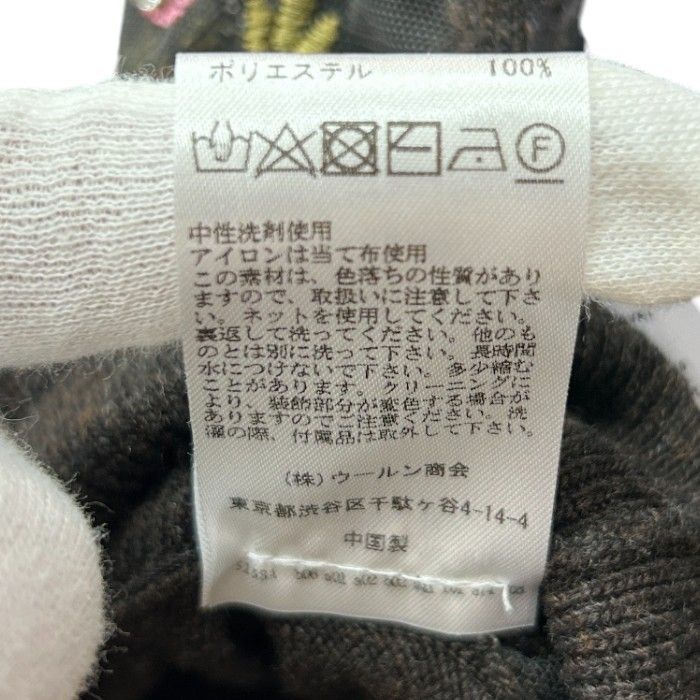 ポリエステル 100%
F
中性洗剤使用
アイロンは当て布使用
この素材は、色落ちの性質があり
ますので、取扱いに注意して下さ
い。ネットを使用してください。
裏返して洗ってください。他のも
のとは別に洗って下さい。長時間
水につけないで下さい。多少縮む
ことがあります。クリーニングに
より、装飾部分が変色する場合が
ありますのでご注意ください。洗
濯の際、付属品は取外して下さい。
(株)ウールン商会
東京都渋谷区千駄ケ谷4-14-4
中国製